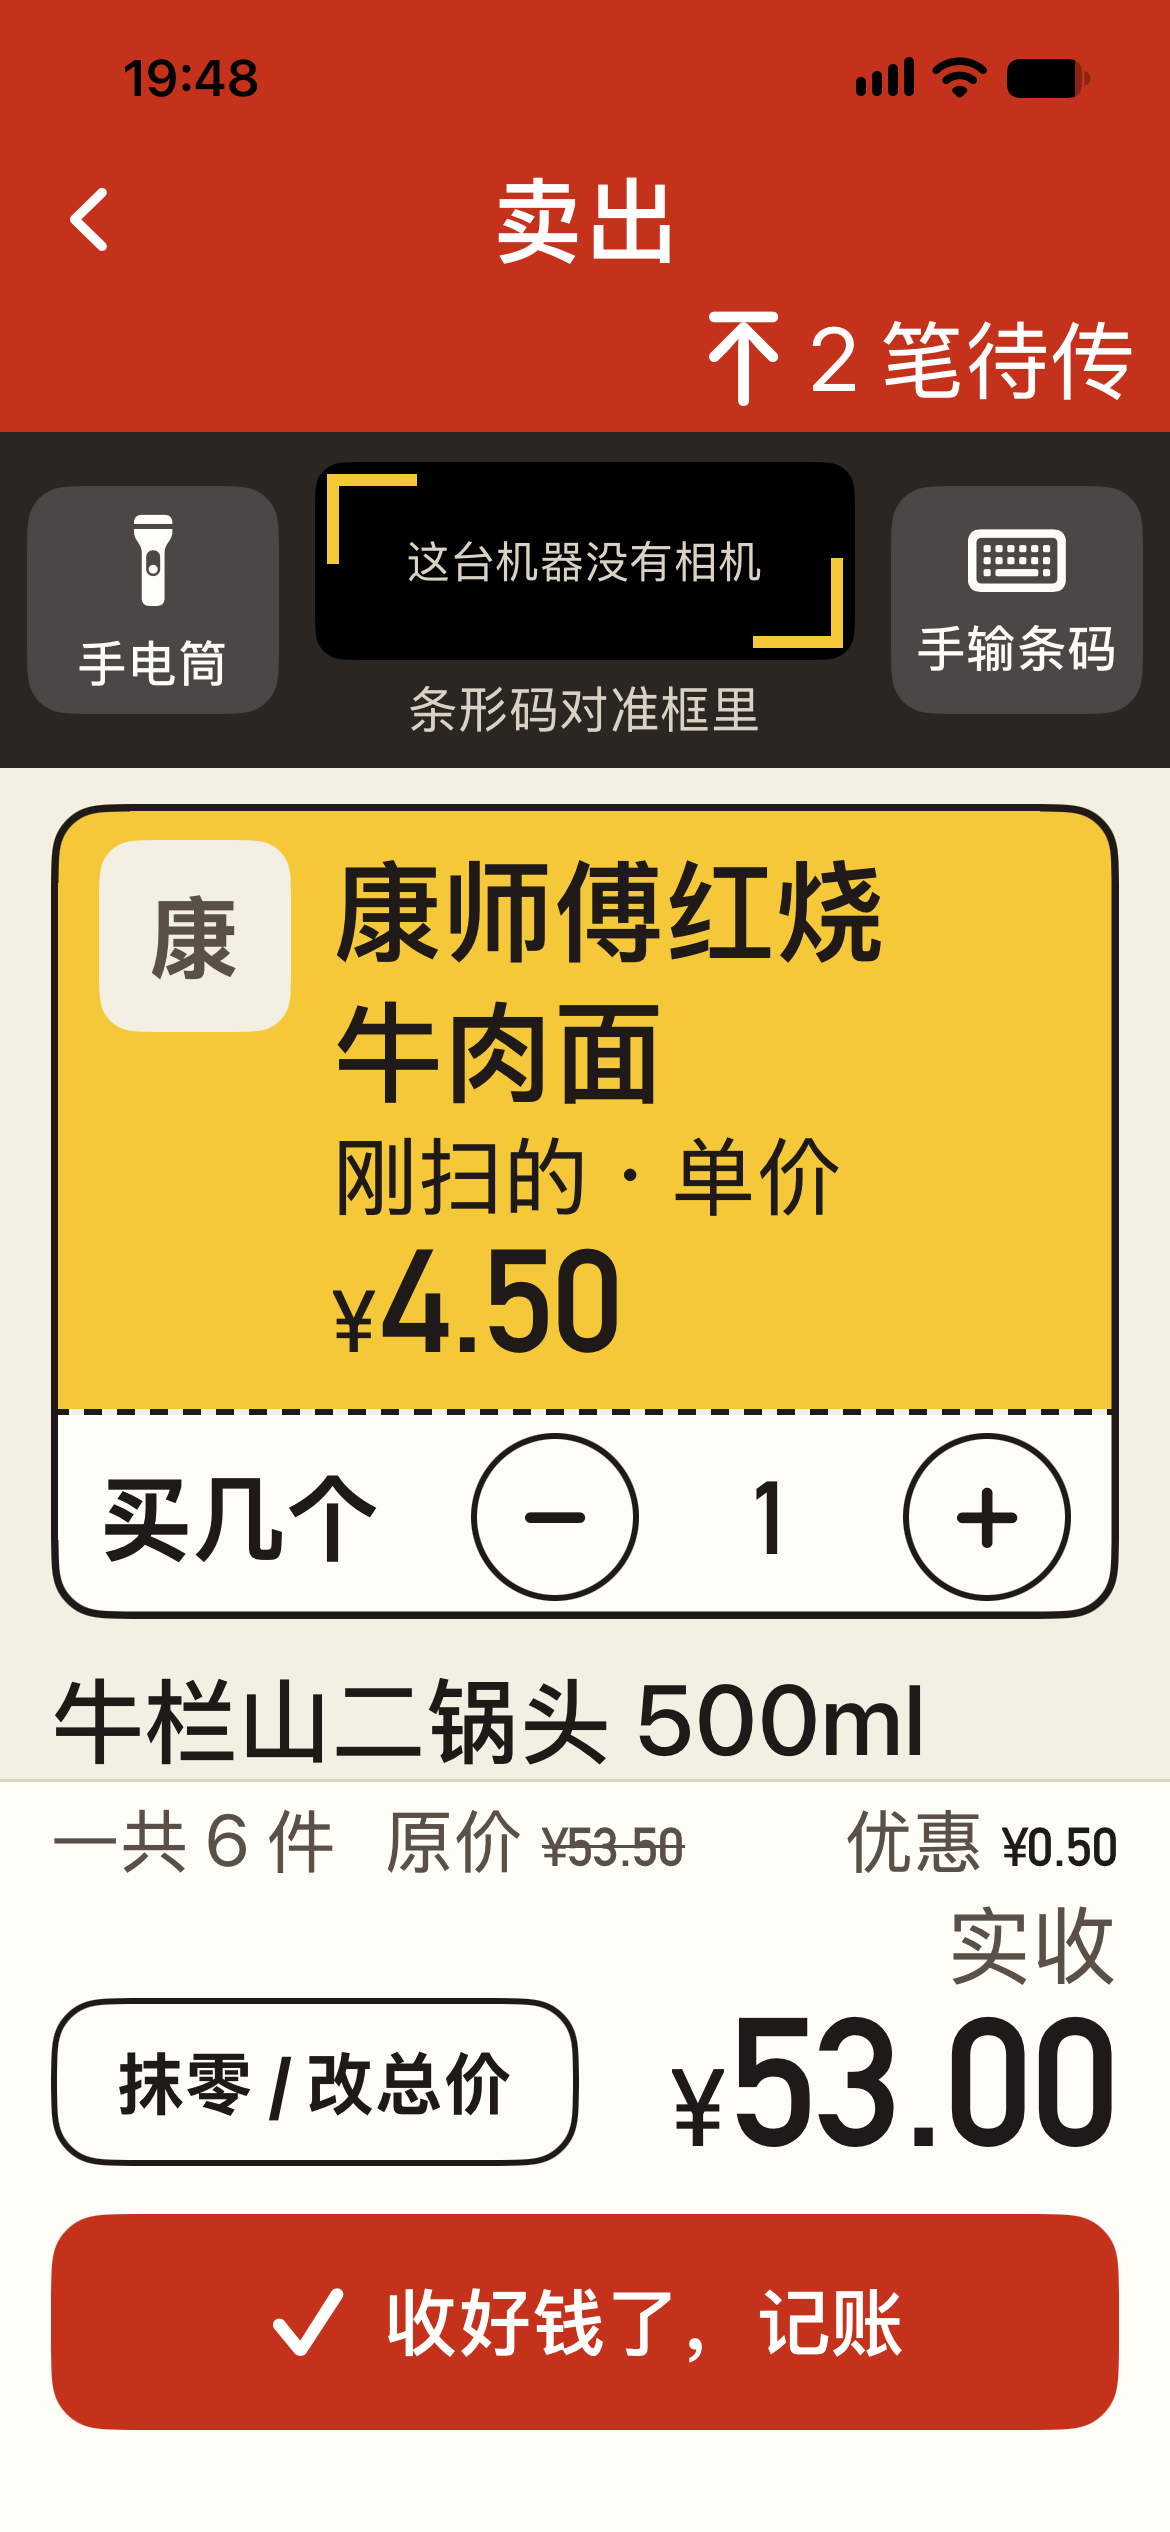 19:48
卖出
2 笔待传
这台机器没有相机
手电筒
手输条码
条形码对准框里
康
康师傅红烧
牛肉面
刚扫的 · 单价
¥4.50
买几个 − 1 +
牛栏山二锅头 500ml
一共 6 件 原价 ¥53.50 优惠 ¥0.50
实收
抹零 / 改总价 ¥53.00
收好钱了，记账